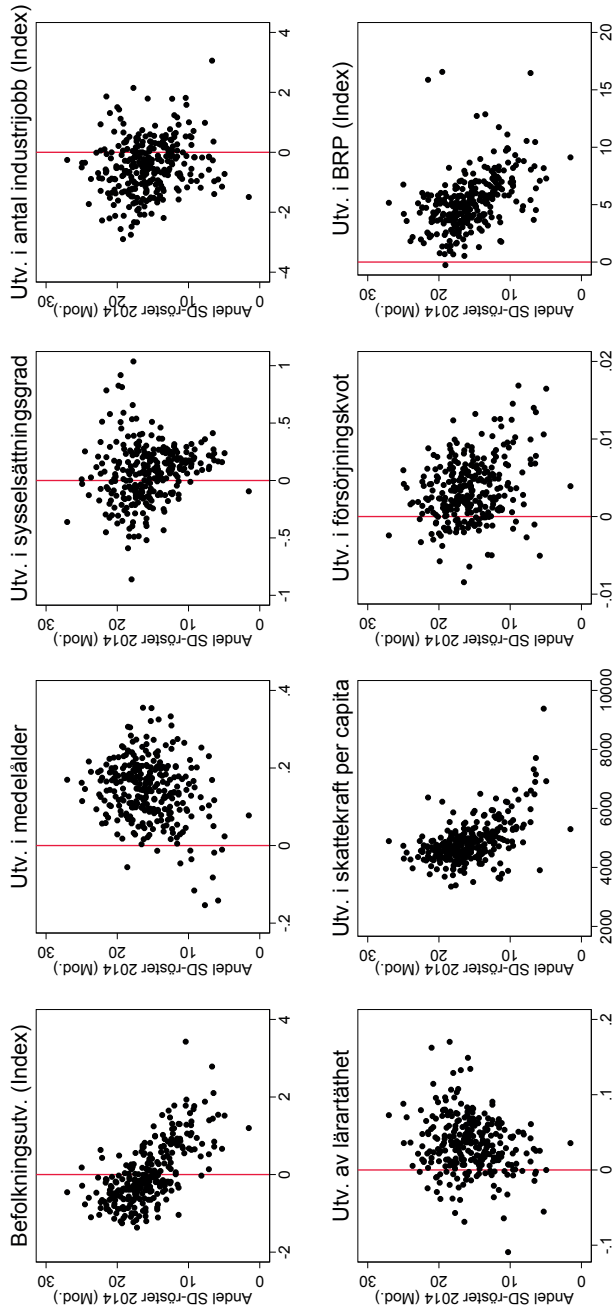 Befolkningsutv. (Index)
Andel SD-röster 2014 (Mod.)
30
20
10
0
-2 0 2 4
Utv. i medelålder
Andel SD-röster 2014 (Mod.)
30
20
10
0
-.2 0 .2 .4
Utv. i sysselsättningsgrad
Andel SD-röster 2014 (Mod.)
30
20
10
0
-1 -.5 0 .5 1
Utv. i antal industrijobb (Index)
Andel SD-röster 2014 (Mod.)
30
20
10
0
-4 -2 0 2 4
Utv. av lärartäthet
Andel SD-röster 2014 (Mod.)
30
20
10
0
-.1 0 .1 .2
Utv. i skattekraft per capita
Andel SD-röster 2014 (Mod.)
30
20
10
0
2000 4000 6000 8000 10000
Utv. i försörjningskvot
Andel SD-röster 2014 (Mod.)
30
20
10
0
-.01 0 .01 .02
Utv. i BRP (Index)
Andel SD-röster 2014 (Mod.)
30
20
10
0
0 5 10 15 20